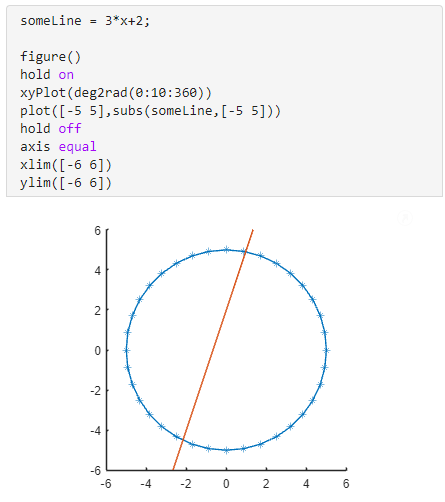 someLine = 3*x+2;
figure()
hold on
xyPlot(deg2rad(0:10:360))
plot([-5 5],subs(someLine,[-5 5]))
hold off
axis equal
xlim([-6 6])
ylim([-6 6])
6
4
2
0
-2
-4
-6
-6 -4 -2 0 2 4 6